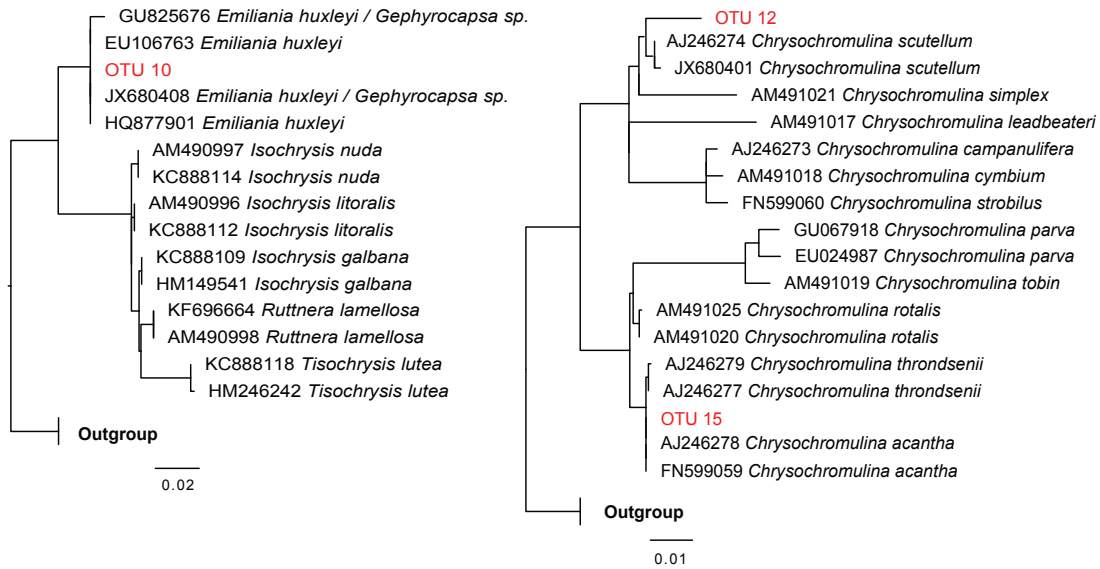 GU825676 Emiliania huxleyi / Gephyrocapsa sp.
EU106763 Emiliania huxleyi
OTU 10
JX680408 Emiliania huxleyi / Gephyrocapsa sp.
HQ877901 Emiliania huxleyi
AM490997 Isochrysis nuda
KC888114 Isochrysis nuda
AM490996 Isochrysis litoralis
KC888112 Isochrysis litoralis
KC888109 Isochrysis galbana
HM149541 Isochrysis galbana
KF696664 Ruttnera lamellosa
AM490998 Ruttnera lamellosa
KC888118 Tisochrysis lutea
HM246242 Tisochrysis lutea
Outgroup
0.02
OTU 12
AJ246274 Chrysochromulina scutellum
JX680401 Chrysochromulina scutellum
AM491021 Chrysochromulina simplex
AM491017 Chrysochromulina leadbeateri
AJ246273 Chrysochromulina campanulifera
AM491018 Chrysochromulina cymbium
FN599060 Chrysochromulina strobilus
GU067918 Chrysochromulina parva
EU024987 Chrysochromulina parva
AM491019 Chrysochromulina tobin
AM491025 Chrysochromulina rotalis
AM491020 Chrysochromulina rotalis
AJ246279 Chrysochromulina throndsenii
AJ246277 Chrysochromulina throndsenii
OTU 15
AJ246278 Chrysochromulina acantha
FN599059 Chrysochromulina acantha
Outgroup
0.01